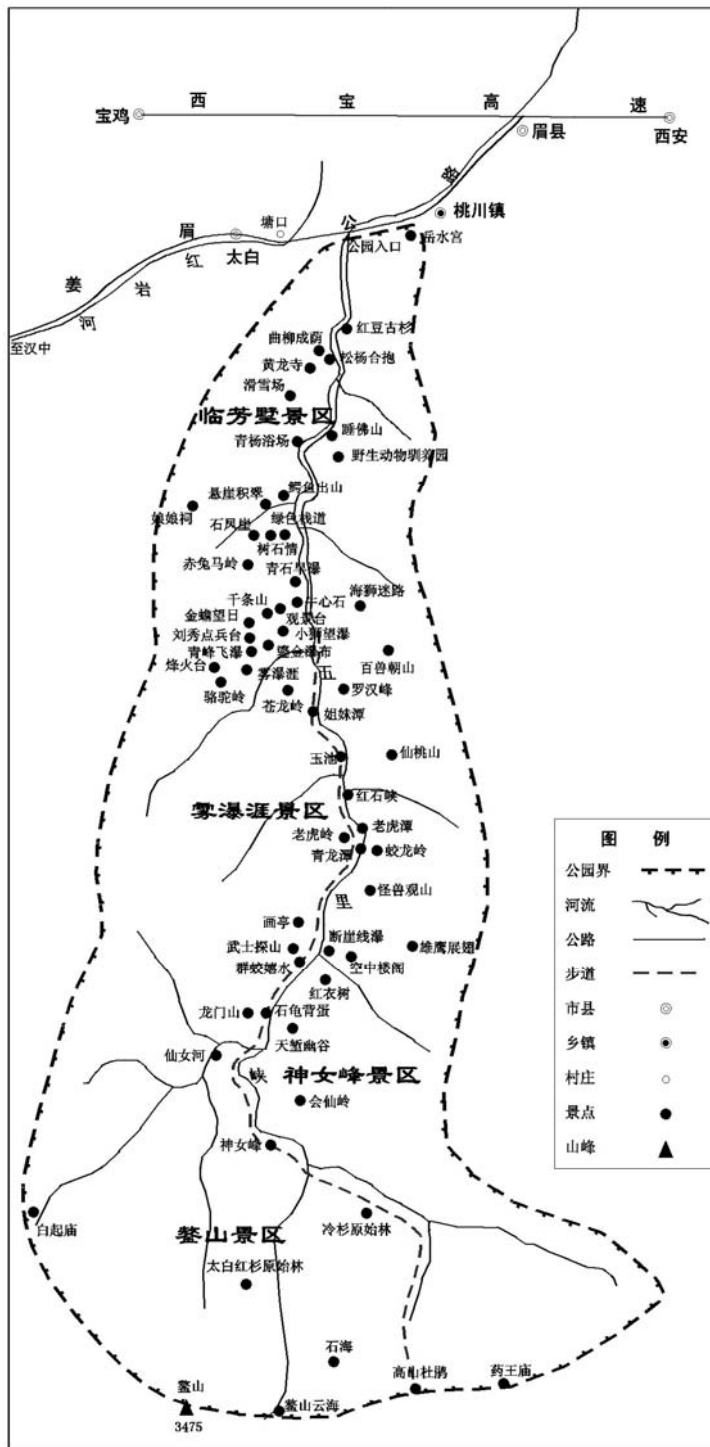 西宝高速
宝鸡
眉县
西安
眉
红
太白
塘口
公
路
桃川镇
公园入口
岳水宫
姜
岩
河
至汉中
红豆古杉
曲柳成荫
松杨合抱
黄龙寺
滑雪场
临芳墅景区
青杨浴场
睡佛山
野生动物驯养园
鳄鱼出山
悬崖积翠
娘娘祠
绿色栈道
石凤崖
树石情
赤兔马岭
青石旱瀑
千条山
牛心石
海狮迷路
金蟾望日
观景台
刘秀点兵台
小狮望瀑
青峰飞瀑
鎏金瀑布
百兽朝山
烽火台
雾瀑涯
五
罗汉峰
骆驼岭
苍龙岭
姐妹潭
玉池
仙桃山
红石峡
雾瀑涯景区
老虎潭
老虎岭
青龙潭
蛟龙岭
怪兽观山
里
画亭
武士探山
断崖线瀑
雄鹰展翅
群蛟嬉水
空中楼阁
红衣树
龙门山
石龟背蛋
天堑幽谷
仙女河
峡
神女峰景区
会仙岭
神女峰
白起庙
冷杉原始林
鳌山景区
太白红杉原始林
石海
高山杜鹃
药王庙
鳌山
3475
鳌山云海
图 例
公园界
河流
公路
步道
市县
乡镇
村庄
景点
山峰